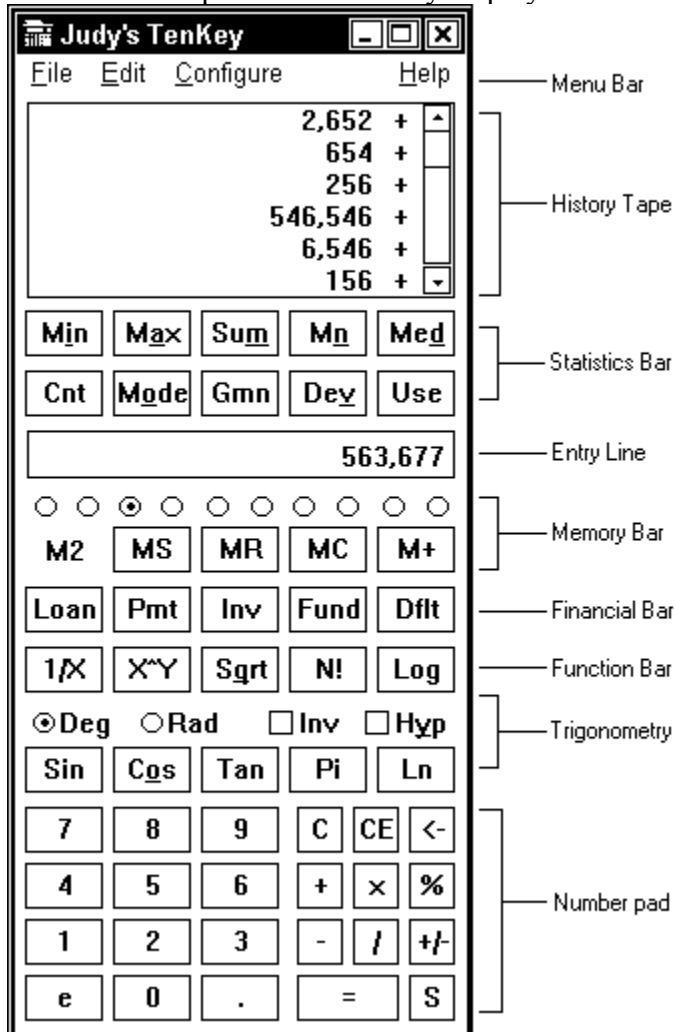 Judy's TenKey
File Edit Configure Help
Menu Bar
2,652 +
654 +
256 +
546,546 +
6,546 +
156 +
History Tape
Min Max Sum Mn Med
Cnt Mode Gmn Dev Use
Statistics Bar
563,677
Entry Line
M2 MS MR MC M+
Memory Bar
Loan Pmt Inv Fund Dflt
Financial Bar
1/X X^Y Sqrt N! Log
Function Bar
Deg Rad Inv Hyp
Trigonometry
Sin Cos Tan Pi Ln
7 8 9 C CE <-
4 5 6 + × %
Number pad
1 2 3 - / +/-
e 0 . = S